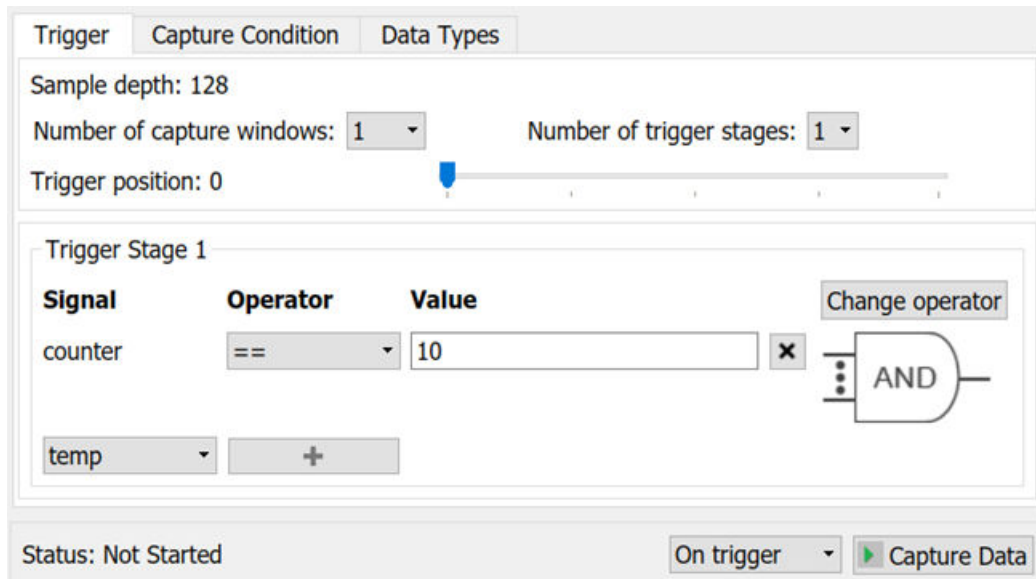 Trigger Capture Condition Data Types
Sample depth: 128
Number of capture windows: 1 Number of trigger stages: 1
Trigger position: 0
Trigger Stage 1
Signal Operator Value Change operator
counter == 10 AND
temp +
Status: Not Started On trigger Capture Data